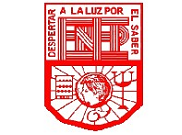 DESPERTAR A LA LUZ POR EL SABER
ENP